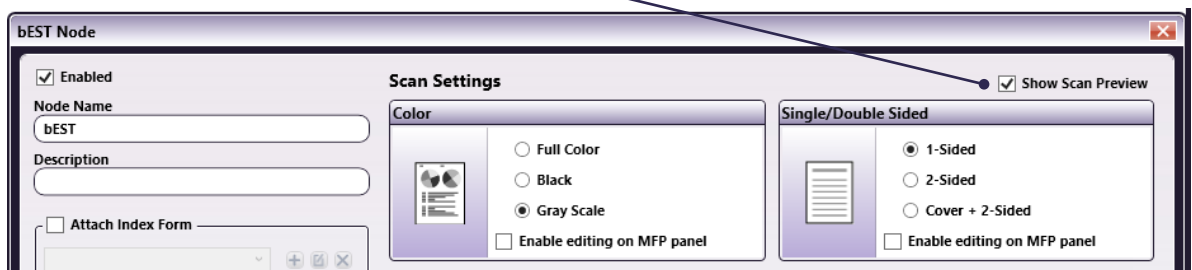 bEST Node
Enabled
Node Name
bEST
Description
Attach Index Form
Scan Settings
Show Scan Preview
Color
Full Color
Black
Gray Scale
Enable editing on MFP panel
Single/Double Sided
1-Sided
2-Sided
Cover + 2-Sided
Enable editing on MFP panel